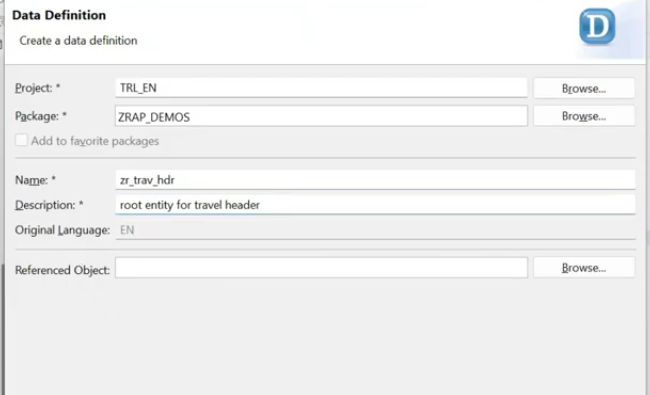 Data Definition
Create a data definition
D
Project: * TRL_EN Browse...
Package: * ZRAP_DEMOS Browse...
Add to favorite packages
Name: * zr_trav_hdr
Description: * root entity for travel header
Original Language: EN
Referenced Object: Browse...